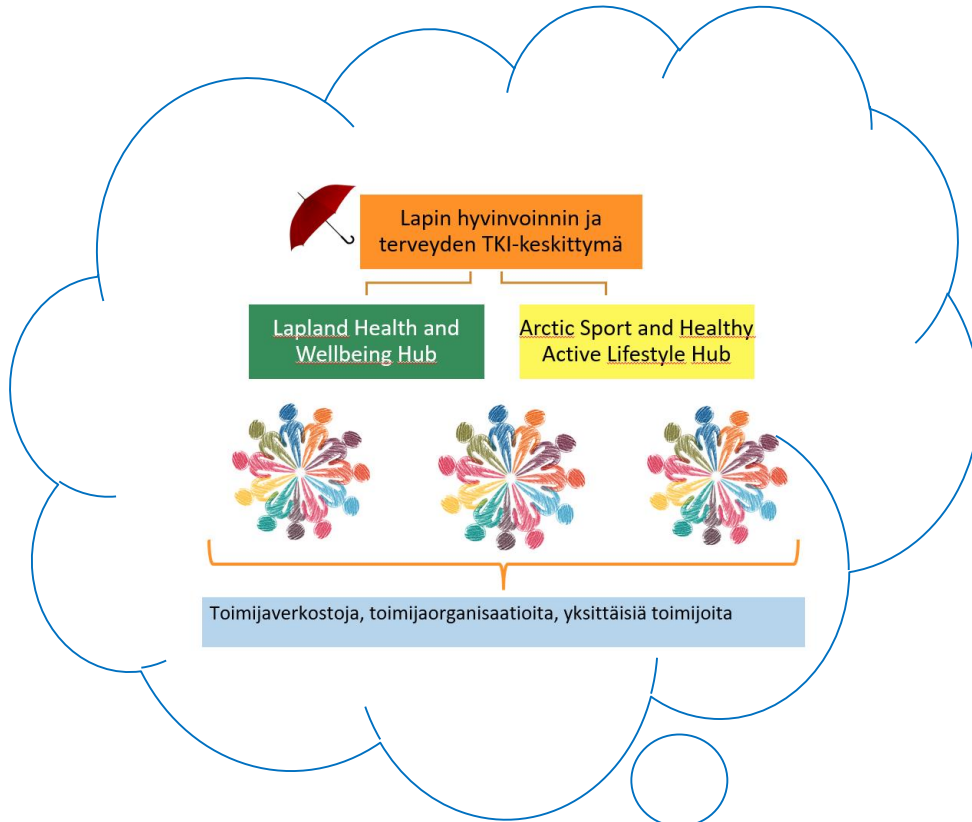 Lapin hyvinvoinnin ja
terveyden TKI-keskittymä
Lapland Health and
Wellbeing Hub
Arctic Sport and Healthy
Active Lifestyle Hub
Toimijaverkostoja, toimijaorganisaatioita, yksittäisiä toimijoita